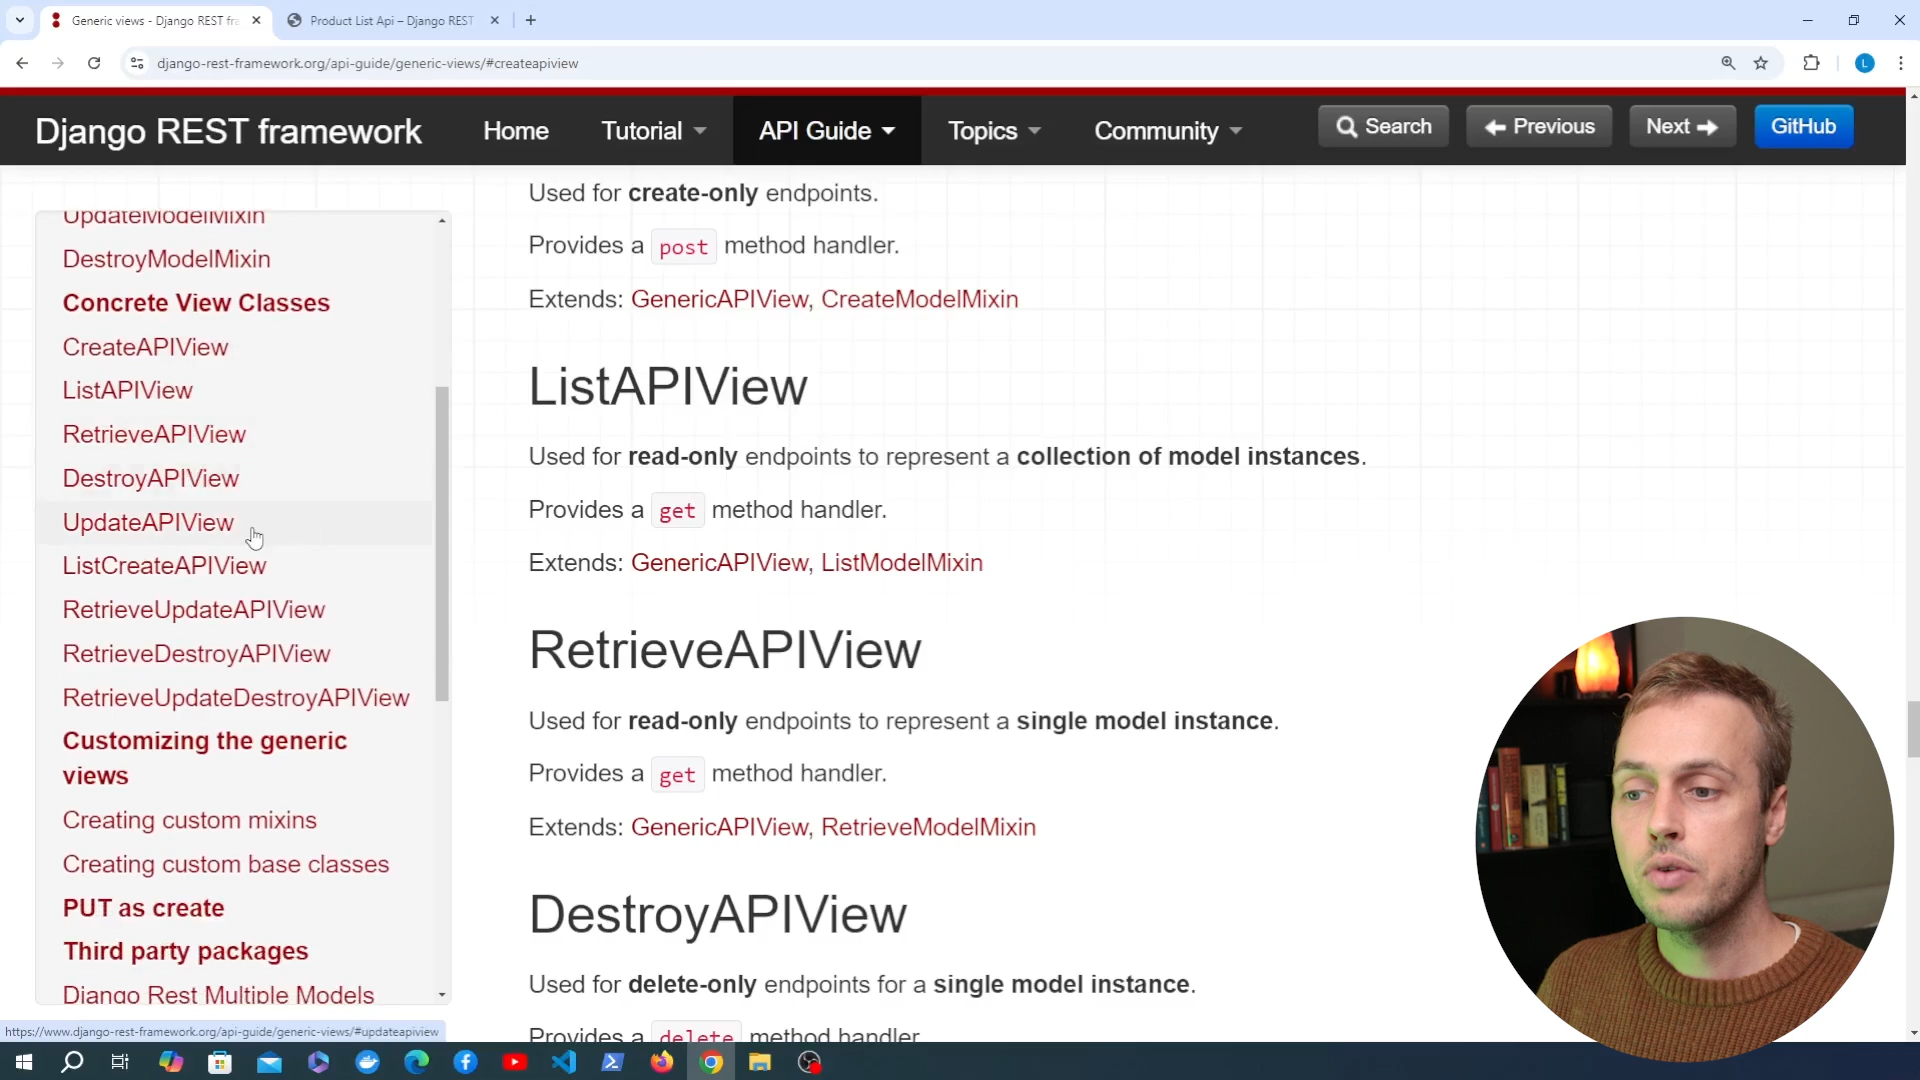 Generic views - Django REST fra
Product List Api – Django REST
django-rest-framework.org/api-guide/generic-views/#createapiview
L
Django REST framework
Home
Tutorial
API Guide
Topics
Community
Search
Previous
Next
GitHub
UpdateModelMixin
DestroyModelMixin
Concrete View Classes
CreateAPIView
ListAPIView
RetrieveAPIView
DestroyAPIView
UpdateAPIView
ListCreateAPIView
RetrieveUpdateAPIView
RetrieveDestroyAPIView
RetrieveUpdateDestroyAPIView
Customizing the generic
views
Creating custom mixins
Creating custom base classes
PUT as create
Third party packages
Django Rest Multiple Models
Used for create-only endpoints.
Provides a post method handler.
Extends: GenericAPIView, CreateModelMixin
ListAPIView
Used for read-only endpoints to represent a collection of model instances.
Provides a get method handler.
Extends: GenericAPIView, ListModelMixin
RetrieveAPIView
Used for read-only endpoints to represent a single model instance.
Provides a get method handler.
Extends: GenericAPIView, RetrieveModelMixin
DestroyAPIView
Used for delete-only endpoints for a single model instance.
Provides a delete method handler
https://www.django-rest-framework.org/api-guide/generic-views/#updateapiview